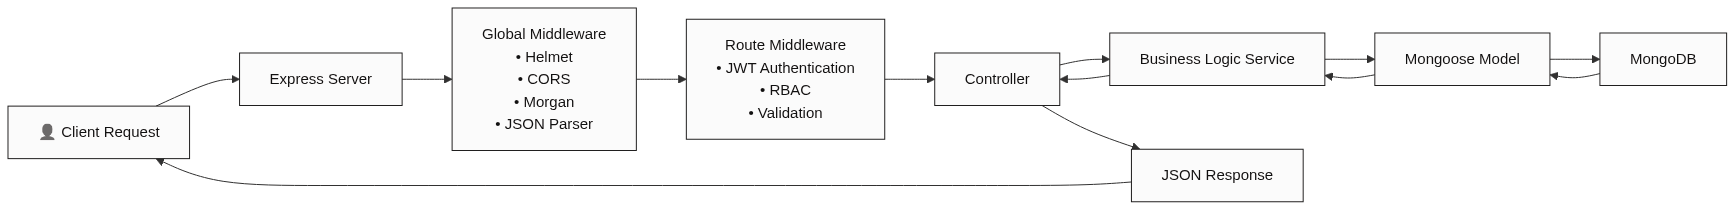 Client Request
Express Server
Global Middleware
• Helmet
• CORS
• Morgan
• JSON Parser
Route Middleware
• JWT Authentication
• RBAC
• Validation
Controller
Business Logic Service
Mongoose Model
MongoDB
JSON Response